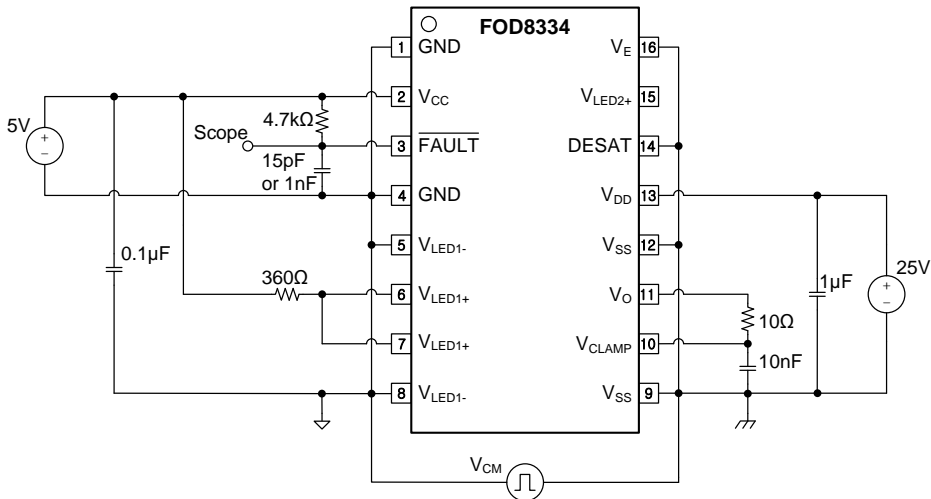 FOD8334
1 GND
VE 16
2 VCC
VLED2+ 15
5V
+
−
4.7kΩ
Scope
3 FAULT
DESAT 14
15pF
or 1nF
4 GND
VDD 13
0.1µF
5 VLED1-
VSS 12
360Ω
6 VLED1+
VO 11
1µF
25V
+
−
10Ω
7 VLED1+
VCLAMP 10
10nF
8 VLED1-
VSS 9
VCM